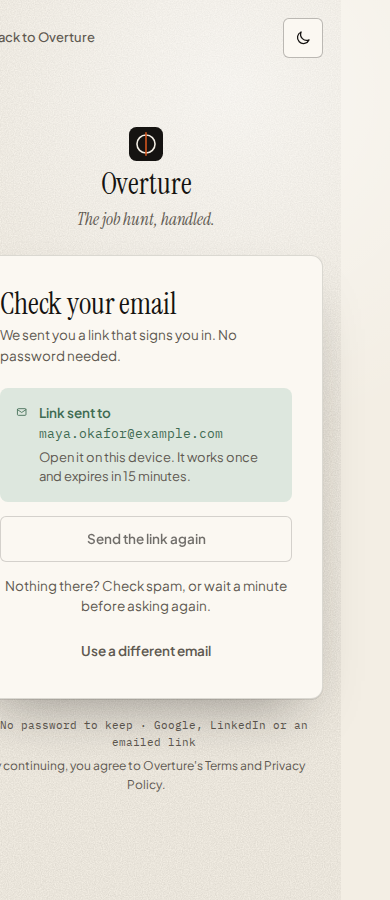 ack to Overture
Overture
The job hunt, handled.
Check your email
We sent you a link that signs you in. No
password needed.
Link sent to
maya.okafor@example.com
Open it on this device. It works once
and expires in 15 minutes.
Send the link again
Nothing there? Check spam, or wait a minute
before asking again.
Use a different email
No password to keep · Google, LinkedIn or an
emailed link
continuing, you agree to Overture's Terms and Privacy
Policy.